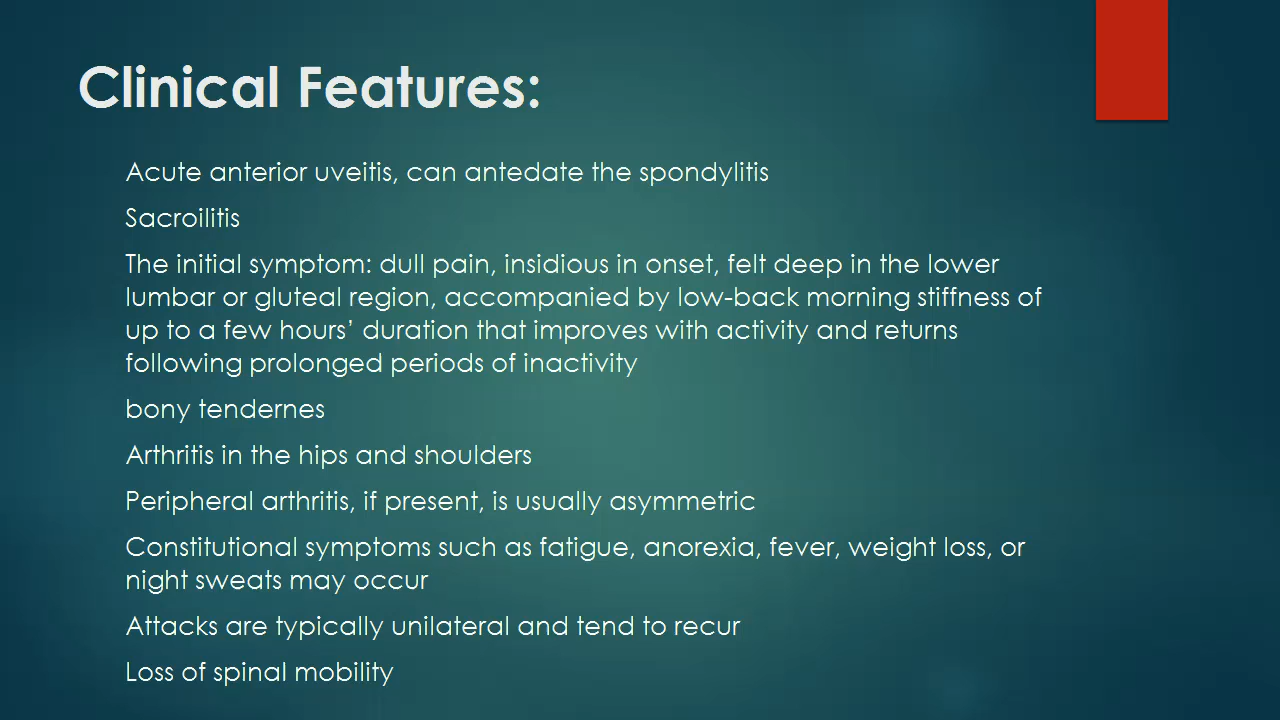 Clinical Features:
Acute anterior uveitis, can antedate the spondylitis
Sacroilitis
The initial symptom: dull pain, insidious in onset, felt deep in the lower
lumbar or gluteal region, accompanied by low-back morning stiffness of
up to a few hours’ duration that improves with activity and returns
following prolonged periods of inactivity
bony tendernes
Arthritis in the hips and shoulders
Peripheral arthritis, if present, is usually asymmetric
Constitutional symptoms such as fatigue, anorexia, fever, weight loss, or
night sweats may occur
Attacks are typically unilateral and tend to recur
Loss of spinal mobility